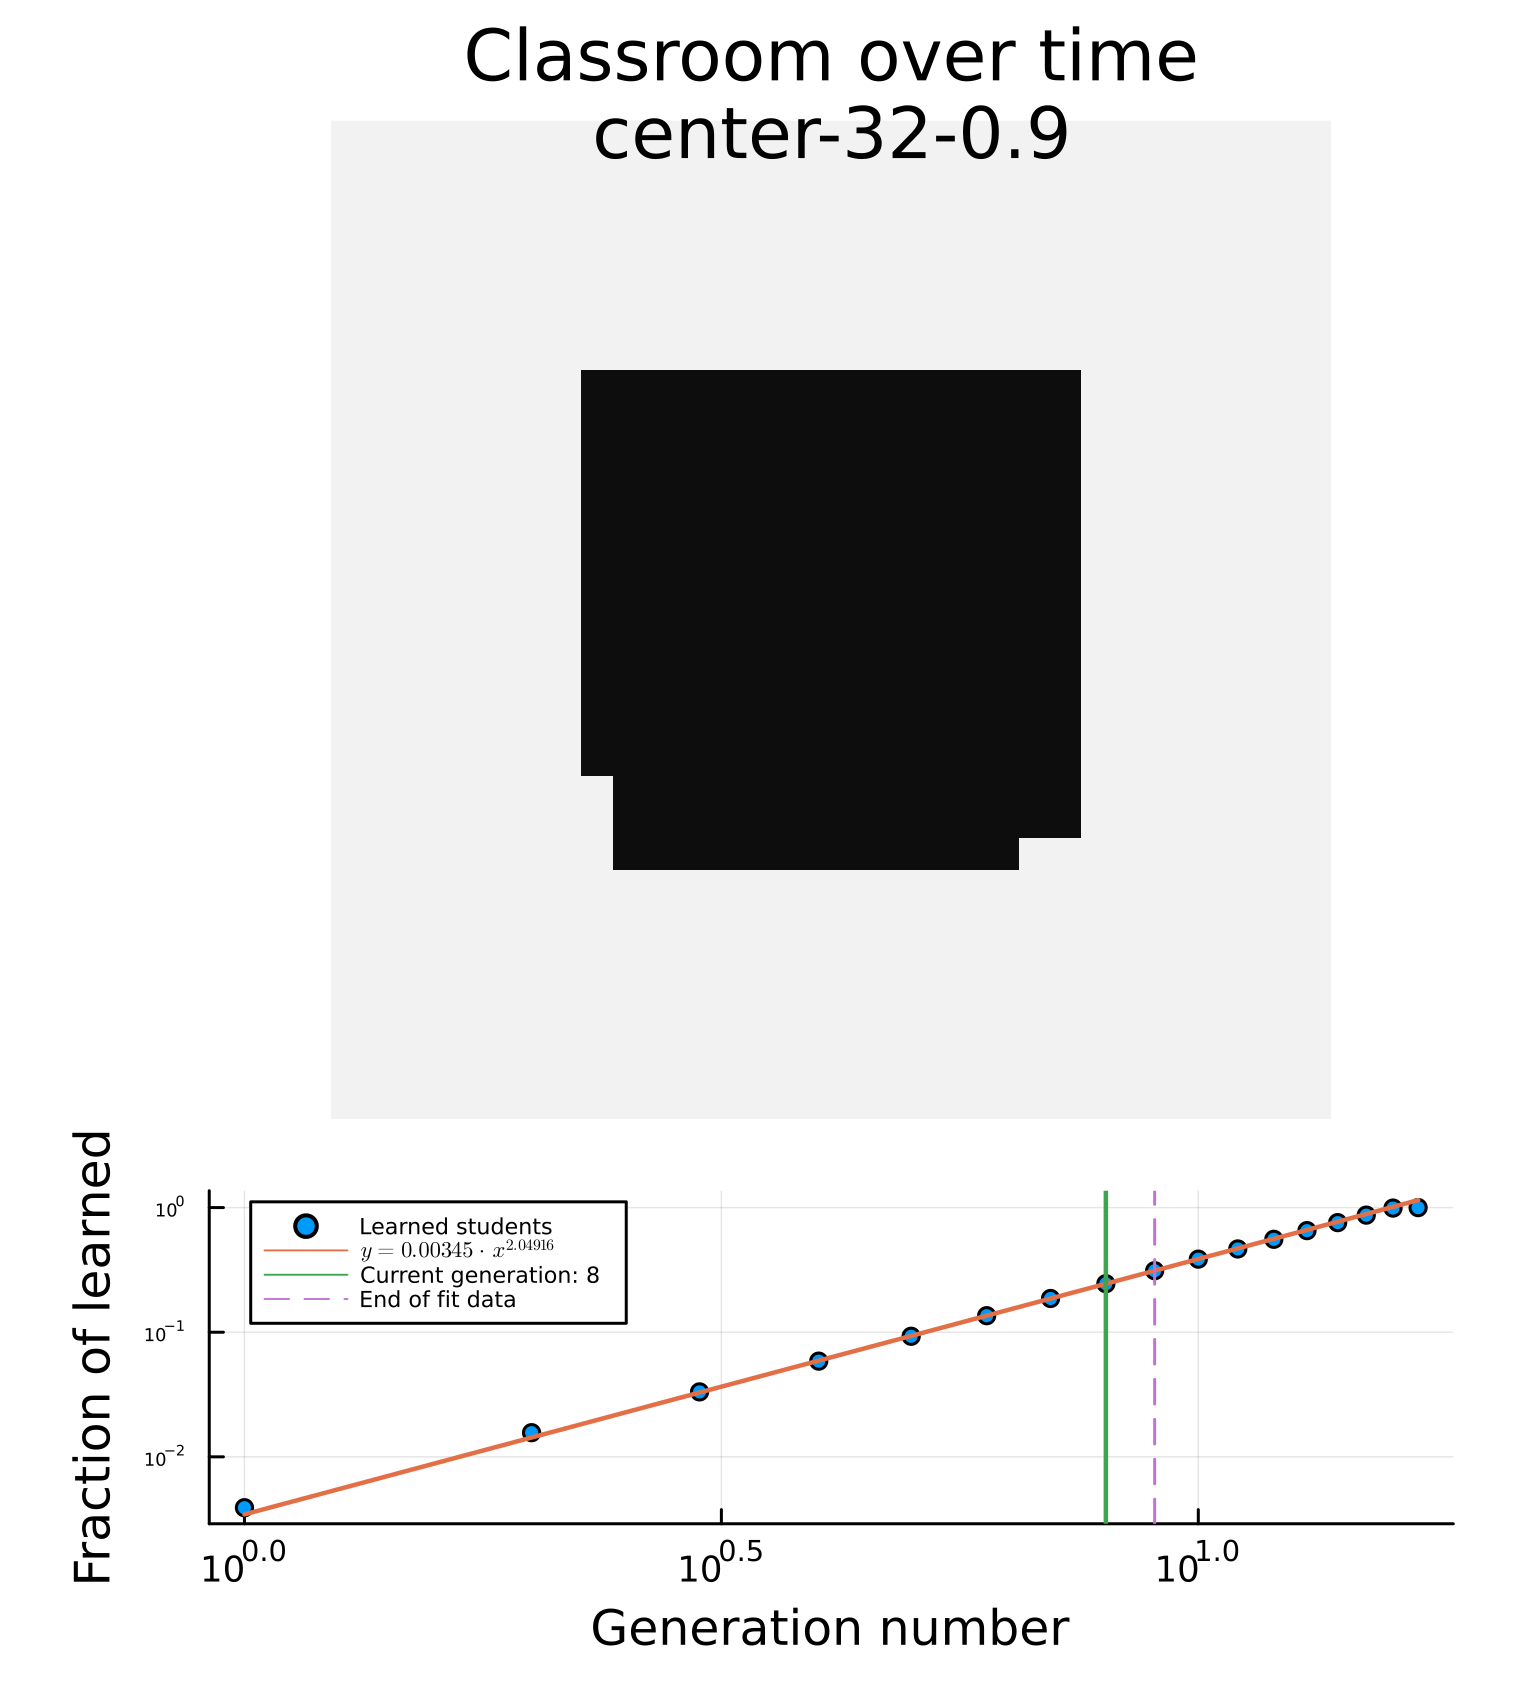 Classroom over time
center-32-0.9
Fraction of learned
10⁰
10⁻¹
10⁻²
Learned students
y = 0.00345 · x^2.04916
Current generation: 8
End of fit data
10^0.0
10^0.5
10^1.0
Generation number